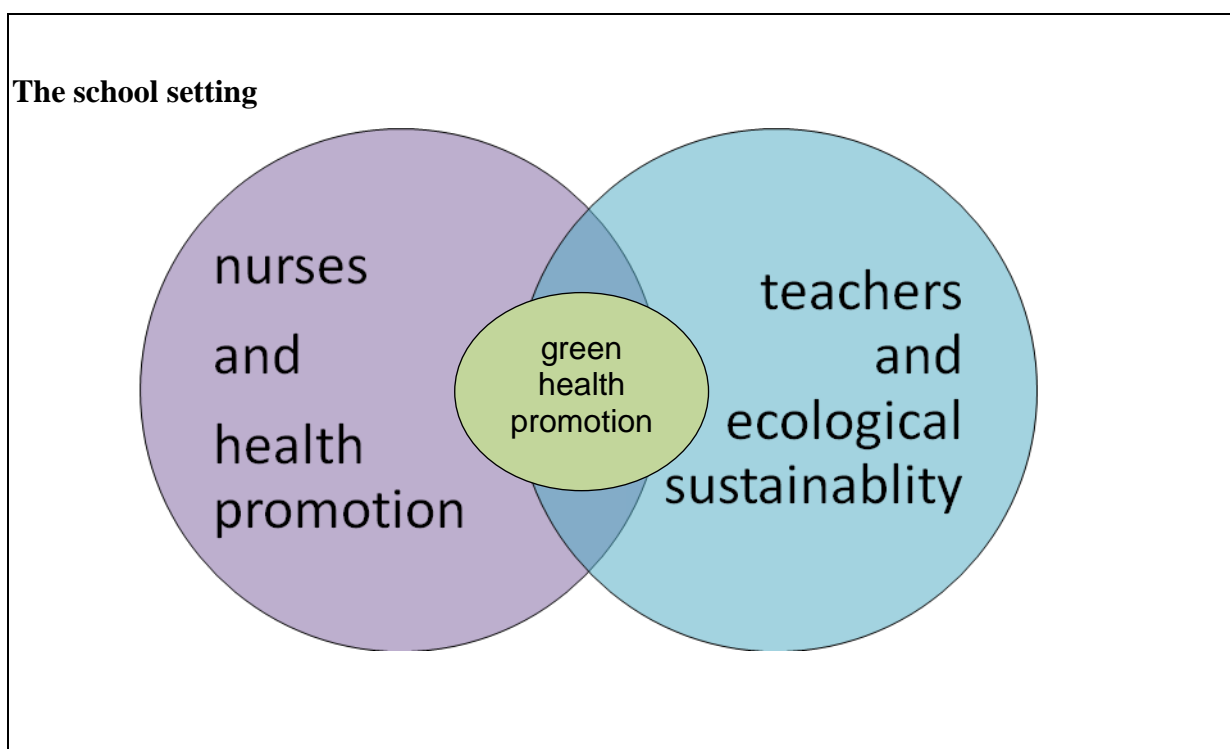 The school setting
nurses
and
health
promotion
green
health
promotion
teachers
and
ecological
sustainablity